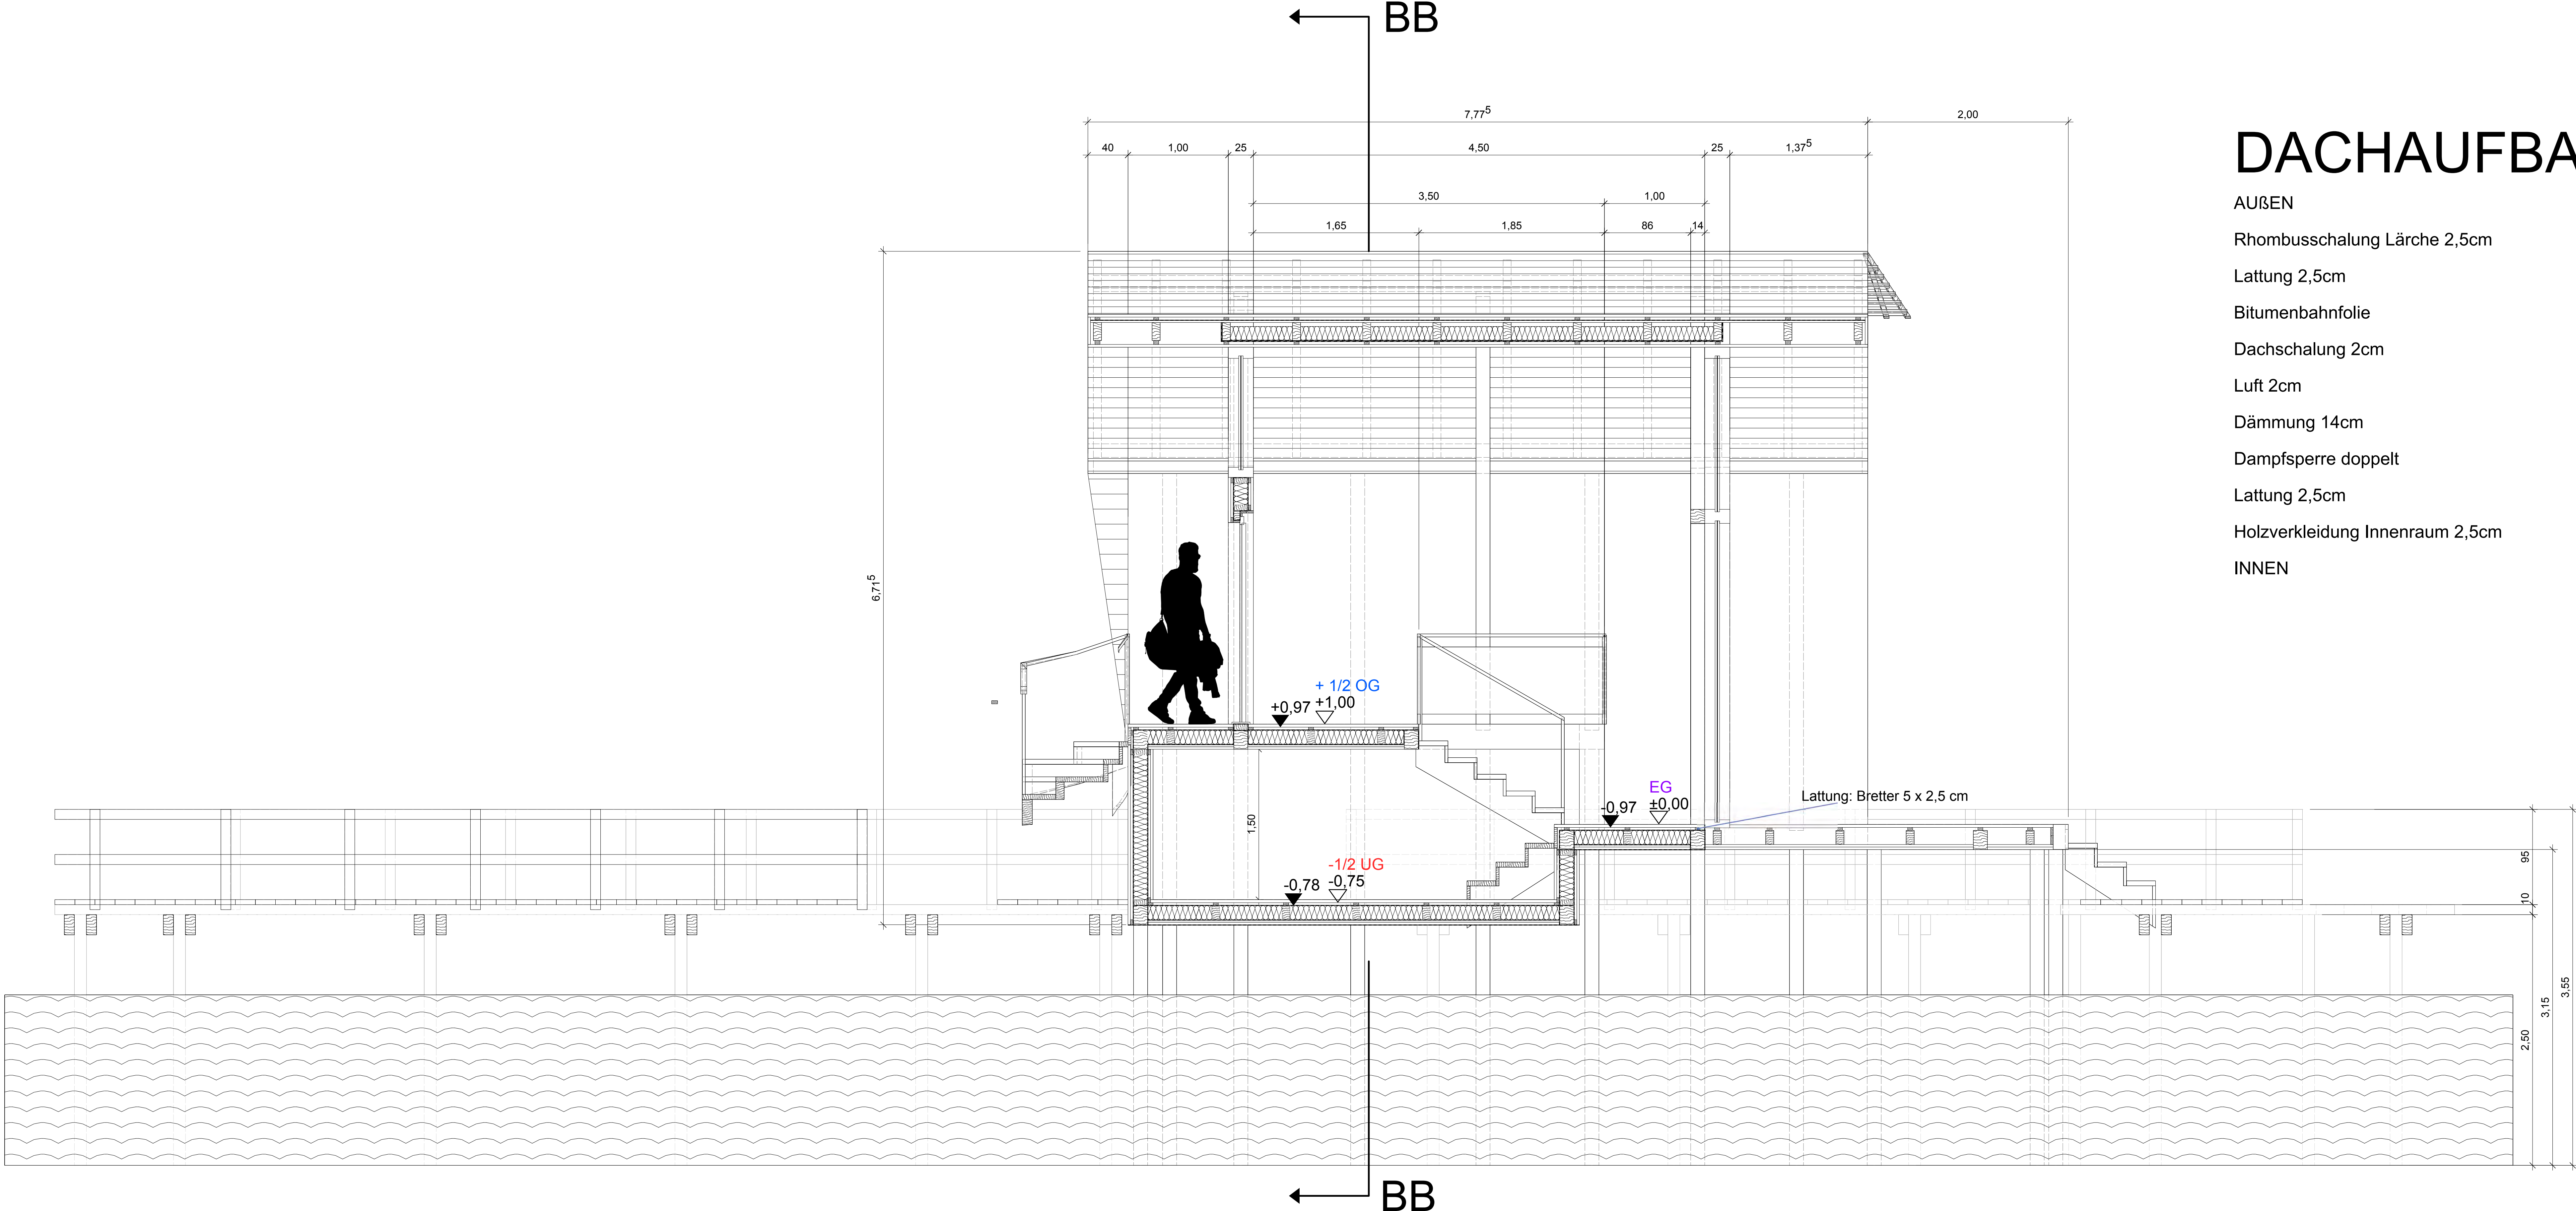 BB
7,77⁵
2,00
40
1,00
25
4,50
25
1,37⁵
3,50
1,00
1,65
1,85
86
14
DACHAUFBA
AUßEN
Rhombusschalung Lärche 2,5cm
Lattung 2,5cm
Bitumenbahnfolie
Dachschalung 2cm
Luft 2cm
Dämmung 14cm
Dampfsperre doppelt
Lattung 2,5cm
Holzverkleidung Innenraum 2,5cm
INNEN
6,71⁵
+ 1/2 OG
+0,97 +1,00
EG
-0,97 ±0,00
Lattung: Bretter 5 x 2,5 cm
1,50
-1/2 UG
-0,78 -0,75
95
10
2,50
3,15
3,55
BB